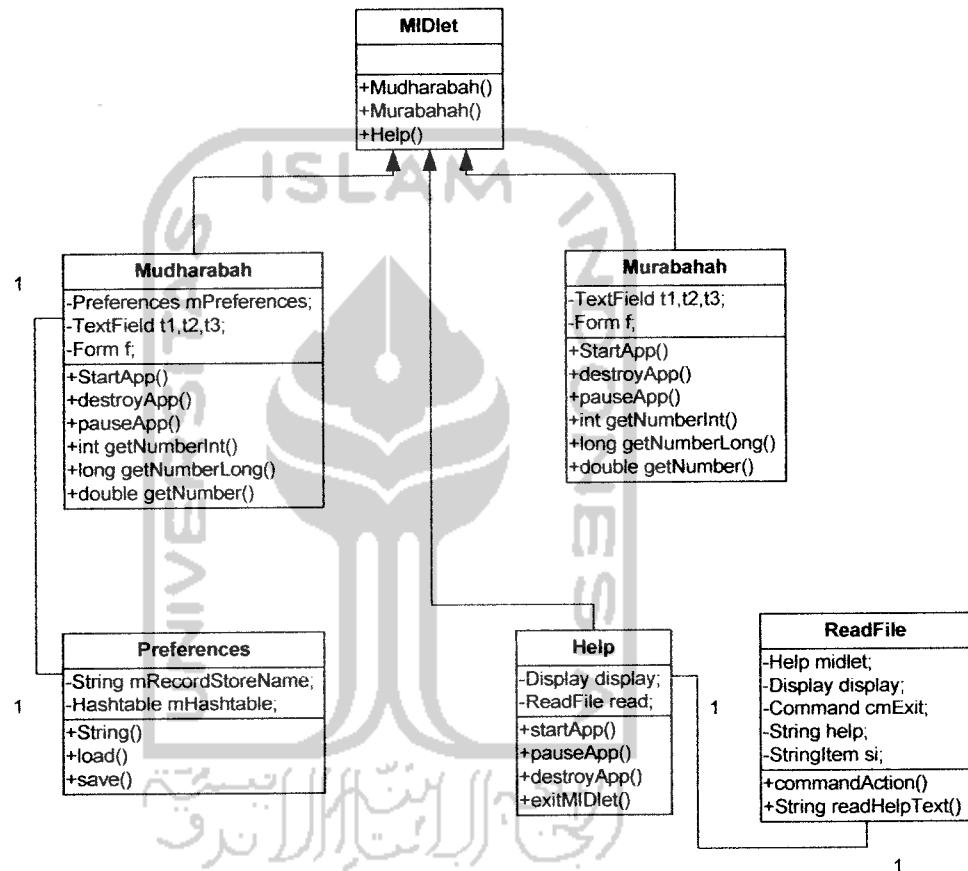 MIDlet
+Mudharabah()
+Murabahah()
+Help()
ISLAM
UNIVERSITAS
INDONESIA
1
Mudharabah
-Preferences mPreferences;
-TextField t1,t2,t3;
-Form f;
+StartApp()
+destroyApp()
+pauseApp()
+int getNumberInt()
+long getNumberLong()
+double getNumber()
Murabahah
-TextField t1,t2,t3;
-Form f;
+StartApp()
+destroyApp()
+pauseApp()
+int getNumberInt()
+long getNumberLong()
+double getNumber()
1
Preferences
-String mRecordStoreName;
-Hashtable mHashtable;
+String()
+load()
+save()
Help
-Display display;
-ReadFile read;
+startApp()
+pauseApp()
+destroyApp()
+exitMIDlet()
1
ReadFile
-Help midlet;
-Display display;
-Command cmExit;
-String help;
-StringItem si;
+commandAction()
+String readHelpText()
1